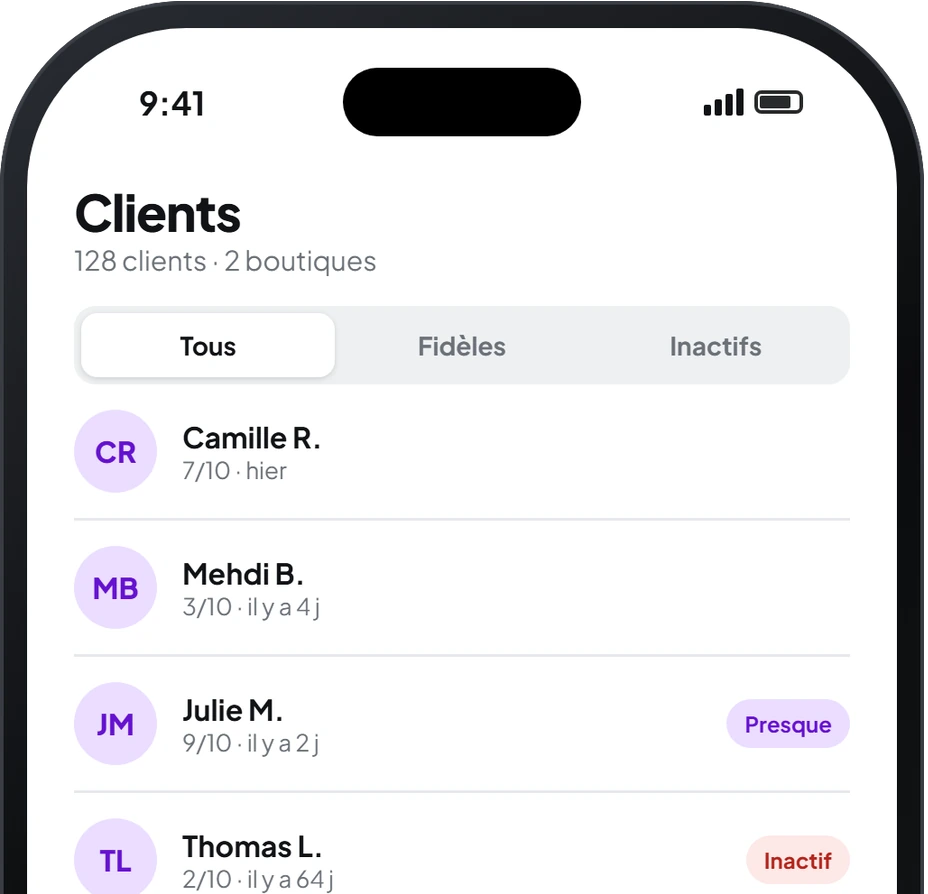 9:41
Clients
128 clients · 2 boutiques
Tous Fidèles Inactifs
CR
Camille R.
7/10 · hier
MB
Mehdi B.
3/10 · il y a 4 j
JM
Julie M.
9/10 · il y a 2 j
Presque
TL
Thomas L.
2/10 · il y a 64 j
Inactif